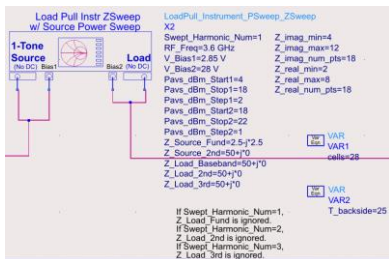 Load Pull Instr ZSweep
w/ Source Power Sweep
1-Tone
Source
(No DC) Bias1
Bias2
Load
(No DC)
LoadPull_Instrument_PSweep_ZSweep
X2
Swept_Harmonic_Num=1
RF_Freq=3.6 GHz
V_Bias1=2.85 V
V_Bias2=28 V
Pavs_dBm_Start1=4
Pavs_dBm_Stop1=18
Pavs_dBm_Step1=2
Pavs_dBm_Start2=18
Pavs_dBm_Stop2=22
Pavs_dBm_Step2=1
Z_Source_Fund=2.5-j*2.5
Z_Source_2nd=50+j*0
Z_Load_Baseband=50+j*0
Z_Load_2nd=50+j*0
Z_Load_3rd=50+j*0
Z_imag_min=4
Z_imag_max=12
Z_imag_num_pts=18
Z_real_min=2
Z_real_max=8
Z_real_num_pts=18
Var
Eqn
VAR
VAR1
cells=28
Var
Eqn
VAR
VAR2
T_backside=25
If Swept_Harmonic_Num=1,
Z_Load_Fund is ignored.
If Swept_Harmonic_Num=2,
Z_Load_2nd is ignored.
If Swept_Harmonic_Num=3,
Z_Load_3rd is ignored.